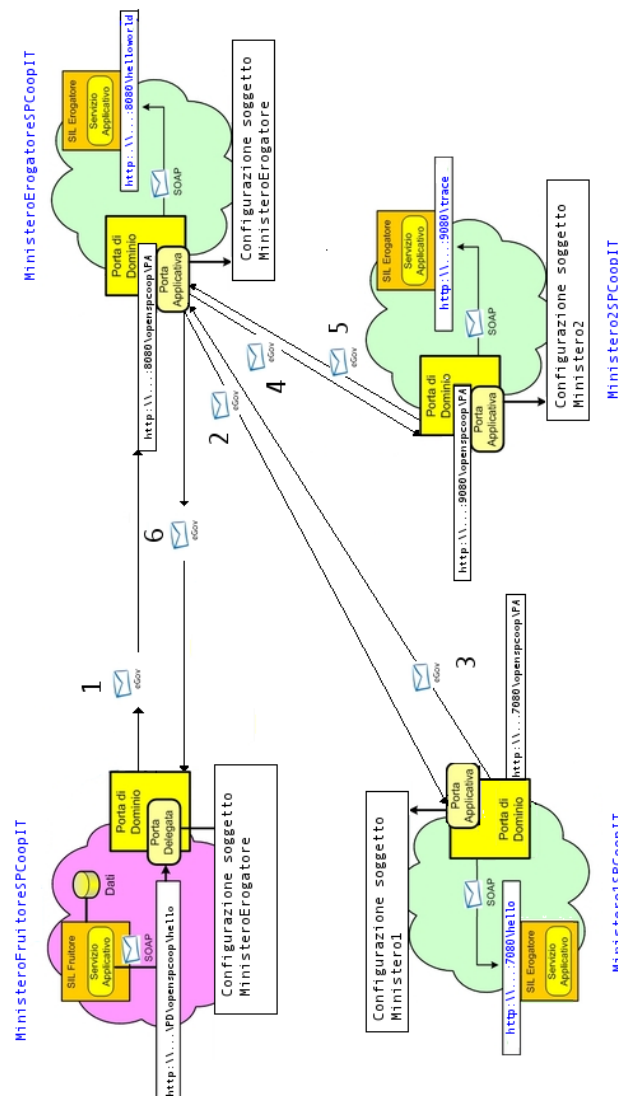 MinisteroFruitoreSPCoopIT
SIL Fruitore
Servizio
Applicativo
Dati
SOAP
Porta di
Dominio
Porta
Delegata
http:\\...\PD\openspcoop\hello
Configurazione soggetto
MinisteroErogatore
1
eGov
6
eGov
MinisteroErogatoreSPCoopIT
SIL Erogatore
Servizio
Applicativo
http:.\\...:8080\helloworld
SOAP
Porta di
Dominio
http:\\...:8080\openspcoop\PA
Porta
Applicativa
Configurazione soggetto
MinisteroErogatore
2
eGov
4
eGov
5
eGov
3
eGov
Configurazione soggetto
Ministero1
Porta
Applicativa
Porta di
Dominio
http:\\...7080\openspcoop\PA
SOAP
http:\\...:7080\hello
SIL Erogatore
Servizio
Applicativo
Ministero1SPCoopIT
SIL Erogatore
Servizio
Applicativo
http:\\...:9080\trace
SOAP
Porta di
Dominio
http:\\...:9080\openspcoop\PA
Porta
Applicativa
Configurazione soggetto
Ministero2
Ministero2SPCoopIT